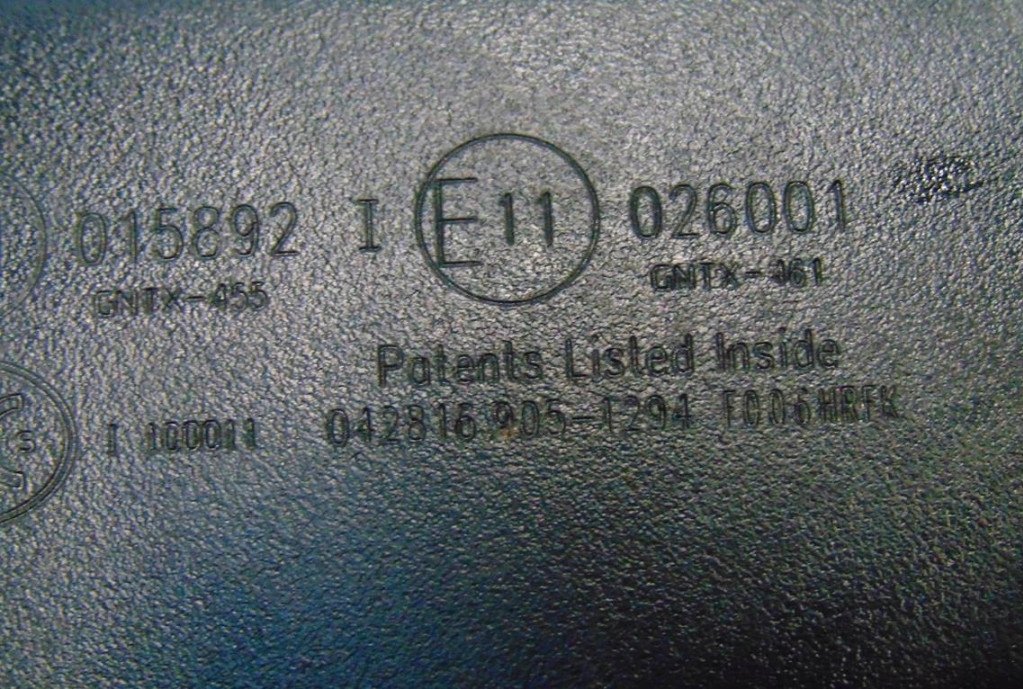 015892 I E11 026001
GNTX-455 GNTX-461
Patents Listed Inside
I 100011 042816 905-1294